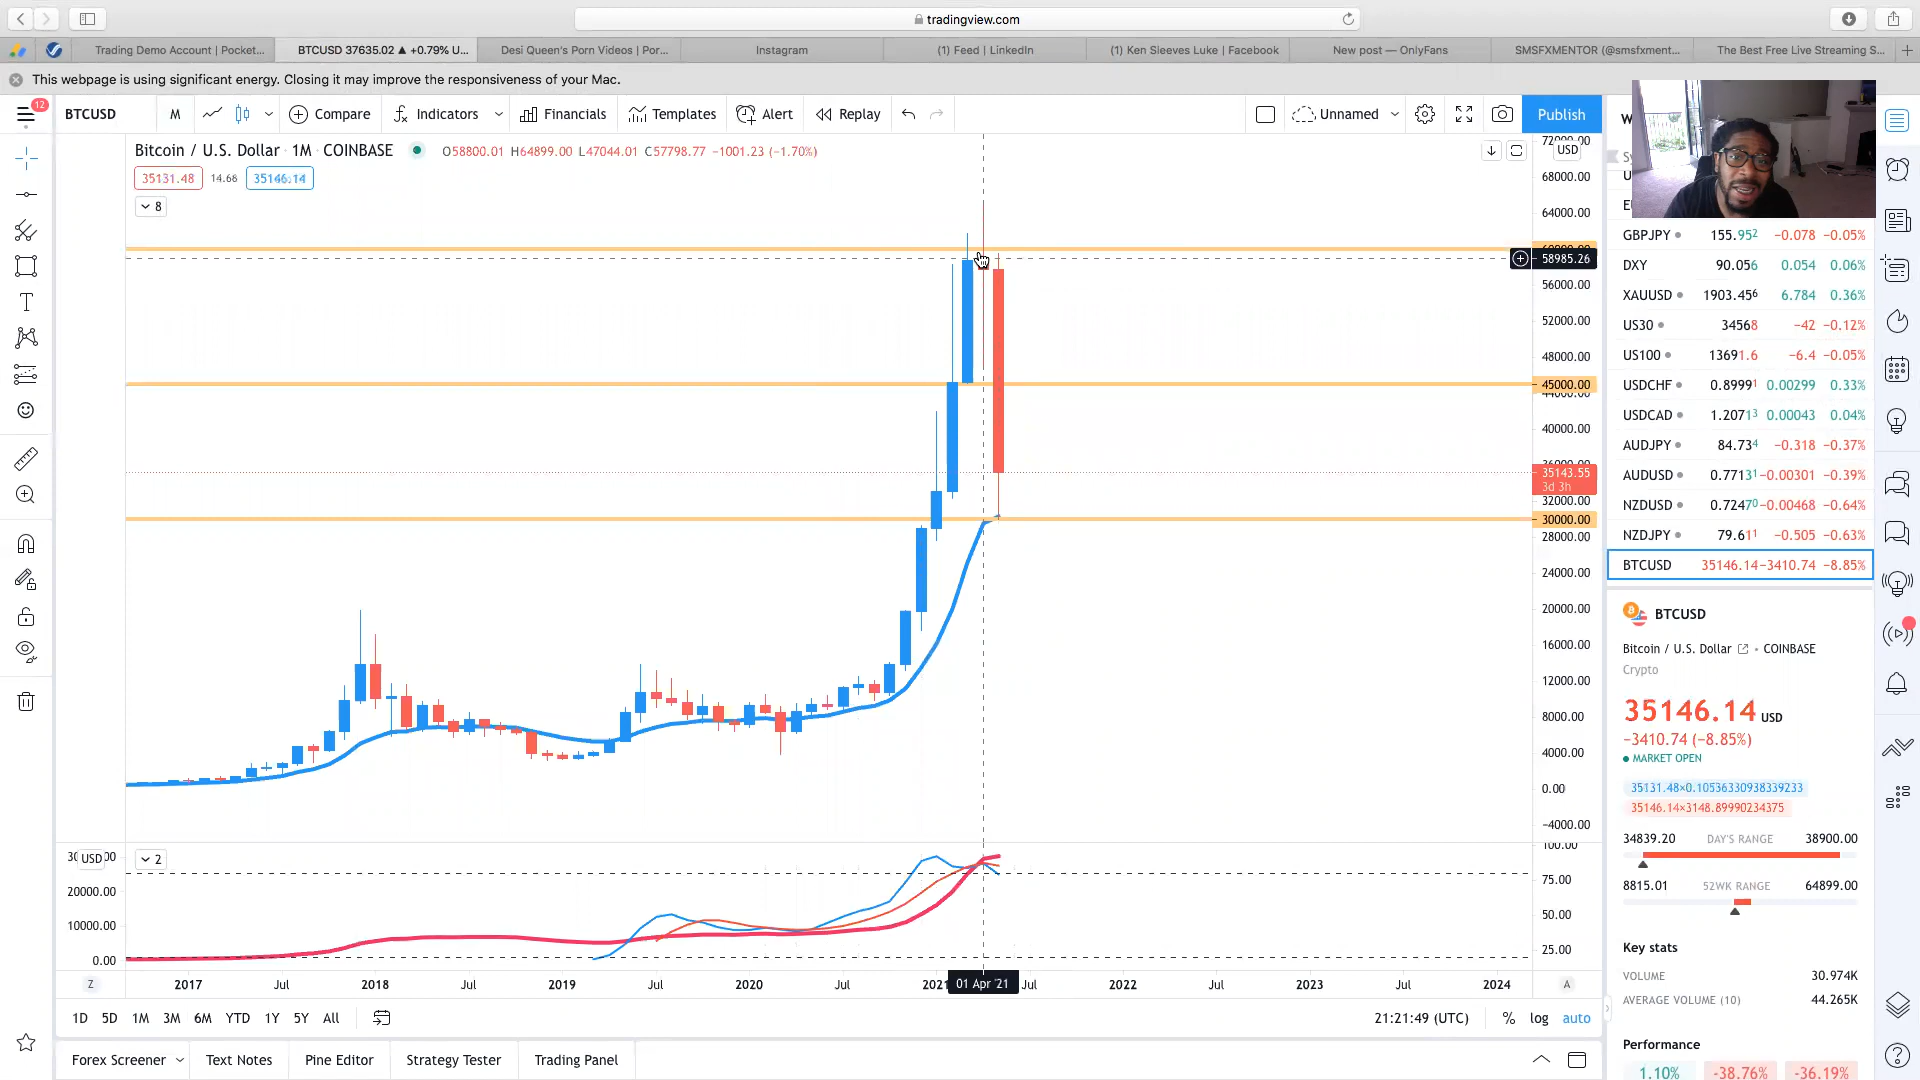 tradingview.com
Trading Demo Account | Pocket...
BTCUSD 37635.02 ▲ +0.79% U...
Desi Queen's Porn Videos | Por...
Instagram
(1) Feed | LinkedIn
(1) Ken Sleeves Luke | Facebook
New post — OnlyFans
SMSFXMENTOR (@smsfxment...
The Best Free Live Streaming S...
This webpage is using significant energy. Closing it may improve the responsiveness of your Mac.
12
BTCUSD
M
Compare
Indicators
Financials
Templates
Alert
Replay
Unnamed
Publish
Bitcoin / U.S. Dollar · 1M · COINBASE
O58800.01 H64899.00 L47044.01 C57798.77 −1001.23 (−1.70%)
35131.48 14.66 35146.14
8
USD
72000.00
68000.00
64000.00
58985.26
56000.00
52000.00
48000.00
45000.00
44000.00
40000.00
35143.55
3d 3h
32000.00
30000.00
28000.00
24000.00
20000.00
16000.00
12000.00
8000.00
4000.00
0.00
−4000.00
GBPJPY 155.952 −0.078 −0.05%
DXY 90.056 0.054 0.06%
XAUUSD 1903.456 6.784 0.36%
US30 34568 −42 −0.12%
US100 13691.6 −6.4 −0.05%
USDCHF 0.89991 0.00299 0.33%
USDCAD 1.20713 0.00043 0.04%
AUDJPY 84.734 −0.318 −0.37%
AUDUSD 0.77131 −0.00301 −0.39%
NZDUSD 0.72470 −0.00468 −0.64%
NZDJPY 79.611 −0.505 −0.63%
BTCUSD 35146.14 −3410.74 −8.85%
BTCUSD
Bitcoin / U.S. Dollar • COINBASE
Crypto
35146.14 USD
−3410.74 (−8.85%)
MARKET OPEN
35131.48×0.10536330938339233
35146.14×3148.89990234375
34839.20 DAY'S RANGE 38900.00
8815.01 52WK RANGE 64899.00
Key stats
VOLUME 30.974K
AVERAGE VOLUME (10) 44.265K
Performance
1.10% -38.76% -36.19%
USD
2
20000.00
10000.00
0.00
100.00
75.00
50.00
25.00
Z
2017
Jul
2018
Jul
2019
Jul
2020
Jul
2021
01 Apr '21
Jul
2022
Jul
2023
Jul
2024
A
1D 5D 1M 3M 6M YTD 1Y 5Y All
21:21:49 (UTC)
% log auto
Forex Screener
Text Notes
Pine Editor
Strategy Tester
Trading Panel